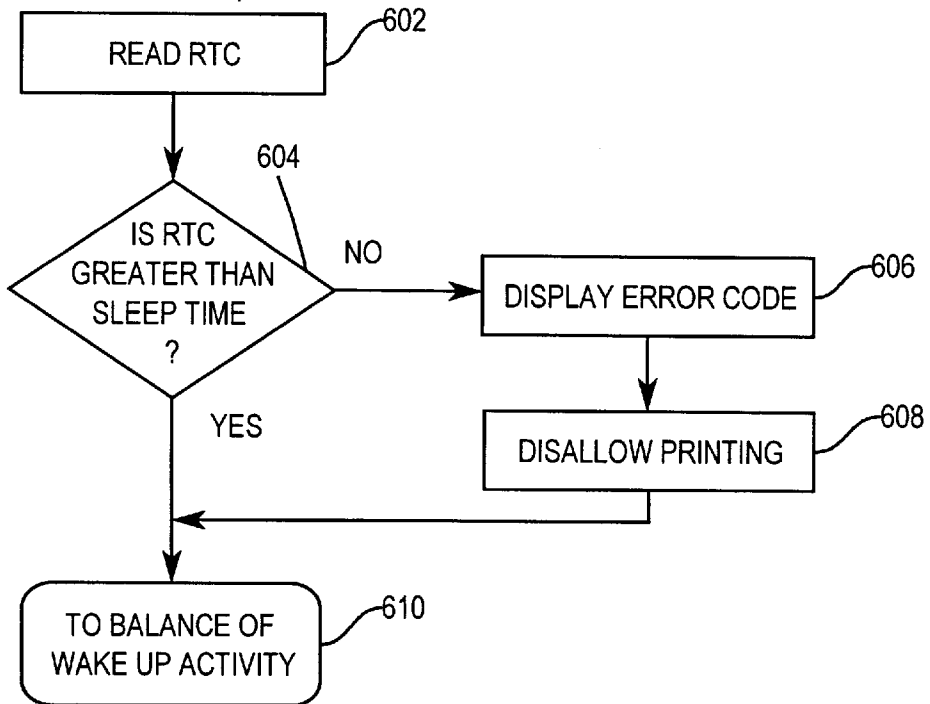 602
READ RTC
604
IS RTC
GREATER THAN
SLEEP TIME
?
NO
606
DISPLAY ERROR CODE
YES
608
DISALLOW PRINTING
610
TO BALANCE OF
WAKE UP ACTIVITY